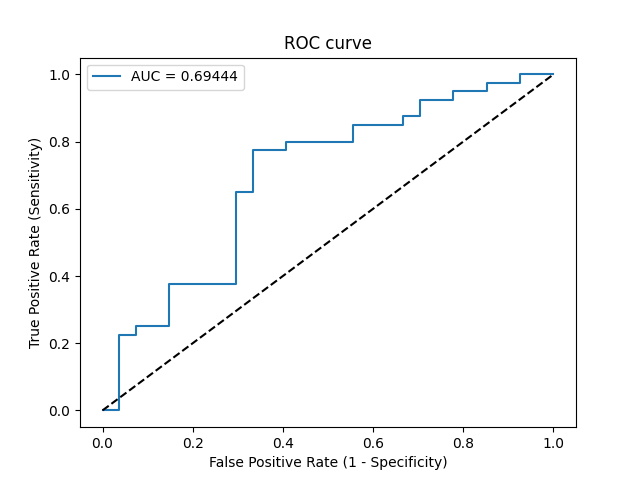 ROC curve
AUC = 0.69444
True Positive Rate (Sensitivity)
1.0
0.8
0.6
0.4
0.2
0.0
0.0 0.2 0.4 0.6 0.8 1.0
False Positive Rate (1 - Specificity)